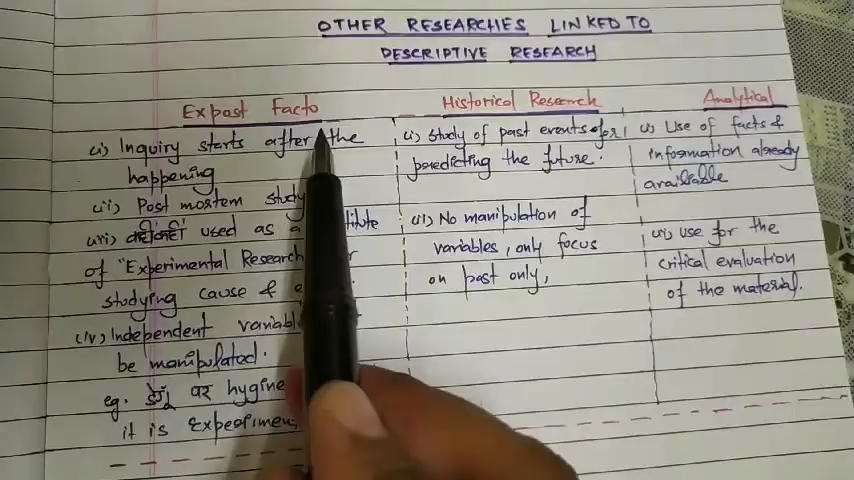 OTHER RESEARCHES LINKED TO
DESCRIPTIVE RESEARCH
Expost Facto
(i) Inquiry starts after the
happening
(ii) Post mortem study
(iii) used as a
of "Experimental Research
studying cause &
(iv) Independent
be manipulated.
eg. पर hygine
it is
Historical Research
(i) Study of past events for
predicting the future.
(ii) No manipulation of
variables, only focus
on past only,
Analytical
(i) Use of facts &
information already
available
(ii) use for the
critical evaluation
of the material.